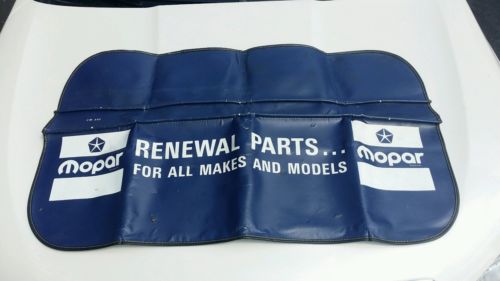 RENEWAL PARTS...
FOR ALL MAKES AND MODELS
mopar
mopar